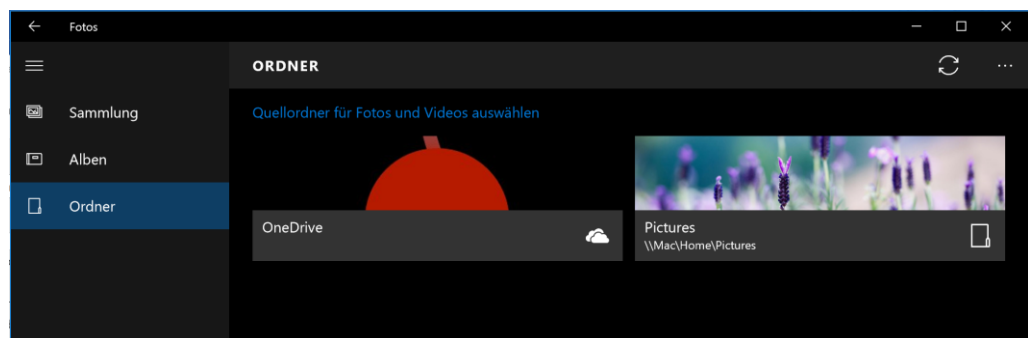 Fotos
ORDNER
Sammlung
Alben
Ordner
Quellordner für Fotos und Videos auswählen
OneDrive
Pictures
\\Mac\Home\Pictures